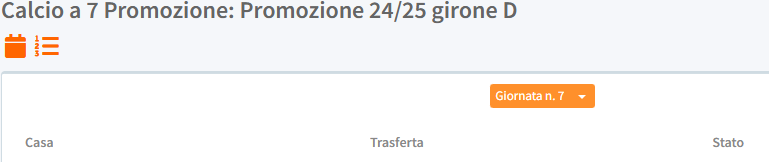 Calcio a 7 Promozione: Promozione 24/25 girone D
Giornata n. 7
Casa Trasferta Stato